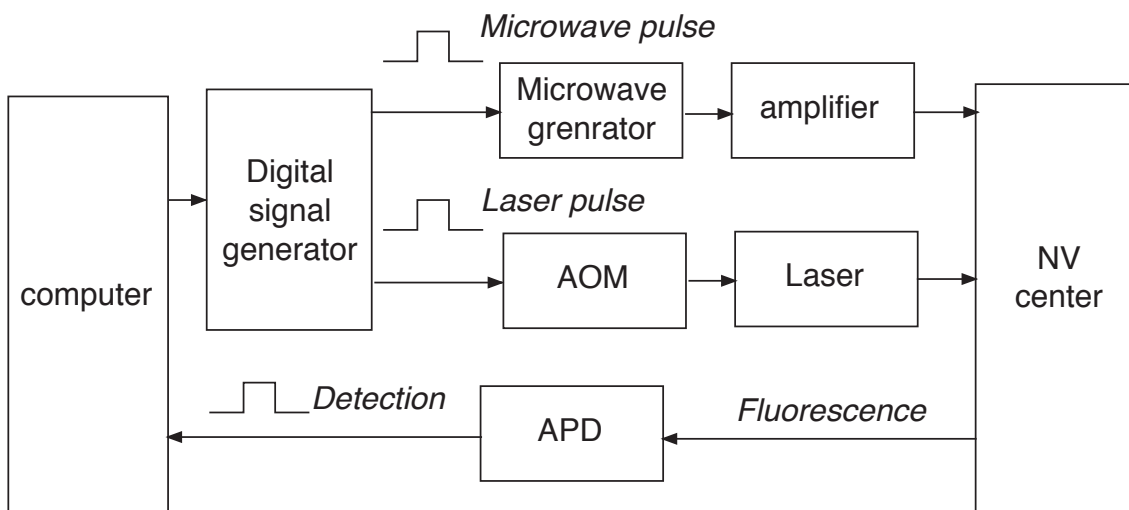 Microwave pulse
Microwave
grenrator
amplifier
Digital
signal
generator
Laser pulse
computer
AOM
Laser
NV
center
Detection
APD
Fluorescence